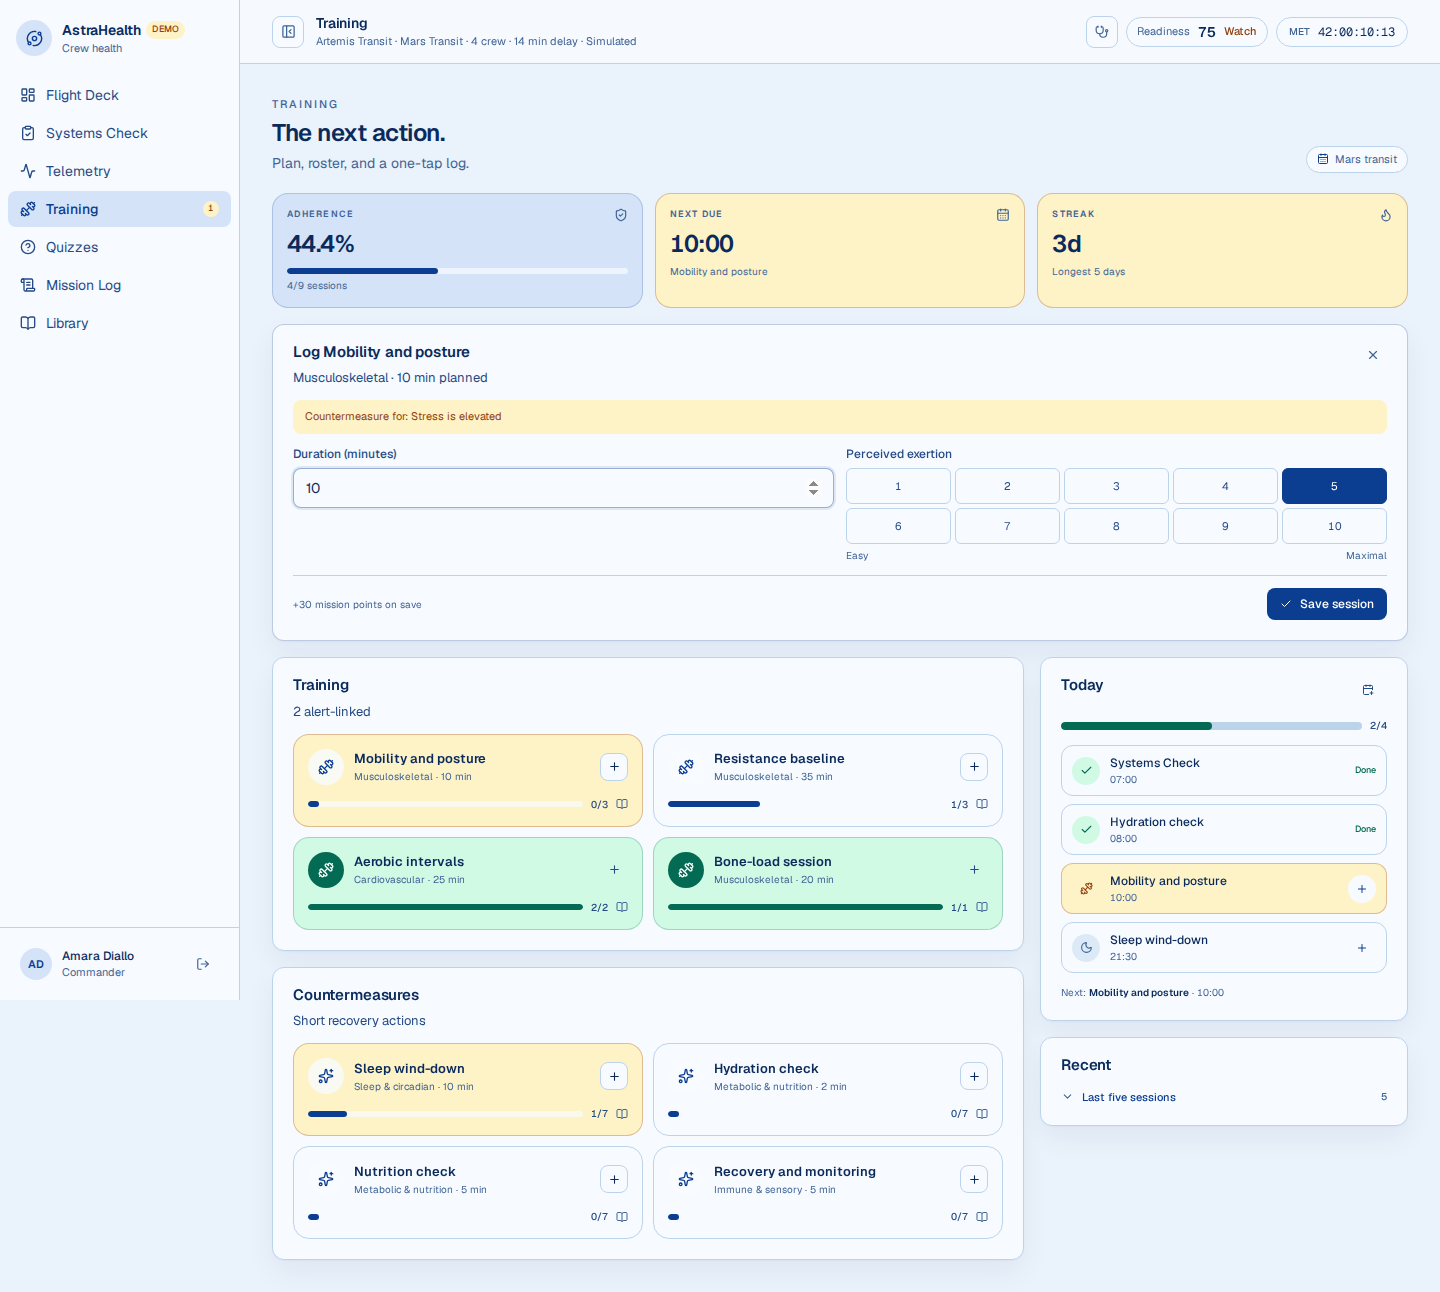 AstraHealth DEMO
Crew health
Flight Deck
Systems Check
Telemetry
Training 1
Quizzes
Mission Log
Library
AD
Amara Diallo
Commander
Training
Artemis Transit · Mars Transit · 4 crew · 14 min delay · Simulated
Readiness 75 Watch
MET 42:00:10:13
TRAINING
The next action.
Plan, roster, and a one-tap log.
Mars transit
ADHERENCE
44.4%
4/9 sessions
NEXT DUE
10:00
Mobility and posture
STREAK
3d
Longest 5 days
Log Mobility and posture
Musculoskeletal · 10 min planned
Countermeasure for: Stress is elevated
Duration (minutes)
10
Perceived exertion
1 2 3 4 5
6 7 8 9 10
Easy Maximal
+30 mission points on save
Save session
Training
2 alert-linked
Mobility and posture
Musculoskeletal · 10 min
0/3
Resistance baseline
Musculoskeletal · 35 min
1/3
Aerobic intervals
Cardiovascular · 25 min
2/2
Bone-load session
Musculoskeletal · 20 min
1/1
Countermeasures
Short recovery actions
Sleep wind-down
Sleep & circadian · 10 min
1/7
Hydration check
Metabolic & nutrition · 2 min
0/7
Nutrition check
Metabolic & nutrition · 5 min
0/7
Recovery and monitoring
Immune & sensory · 5 min
0/7
Today
2/4
Systems Check
07:00
Done
Hydration check
08:00
Done
Mobility and posture
10:00
Sleep wind-down
21:30
Next: Mobility and posture · 10:00
Recent
Last five sessions 5